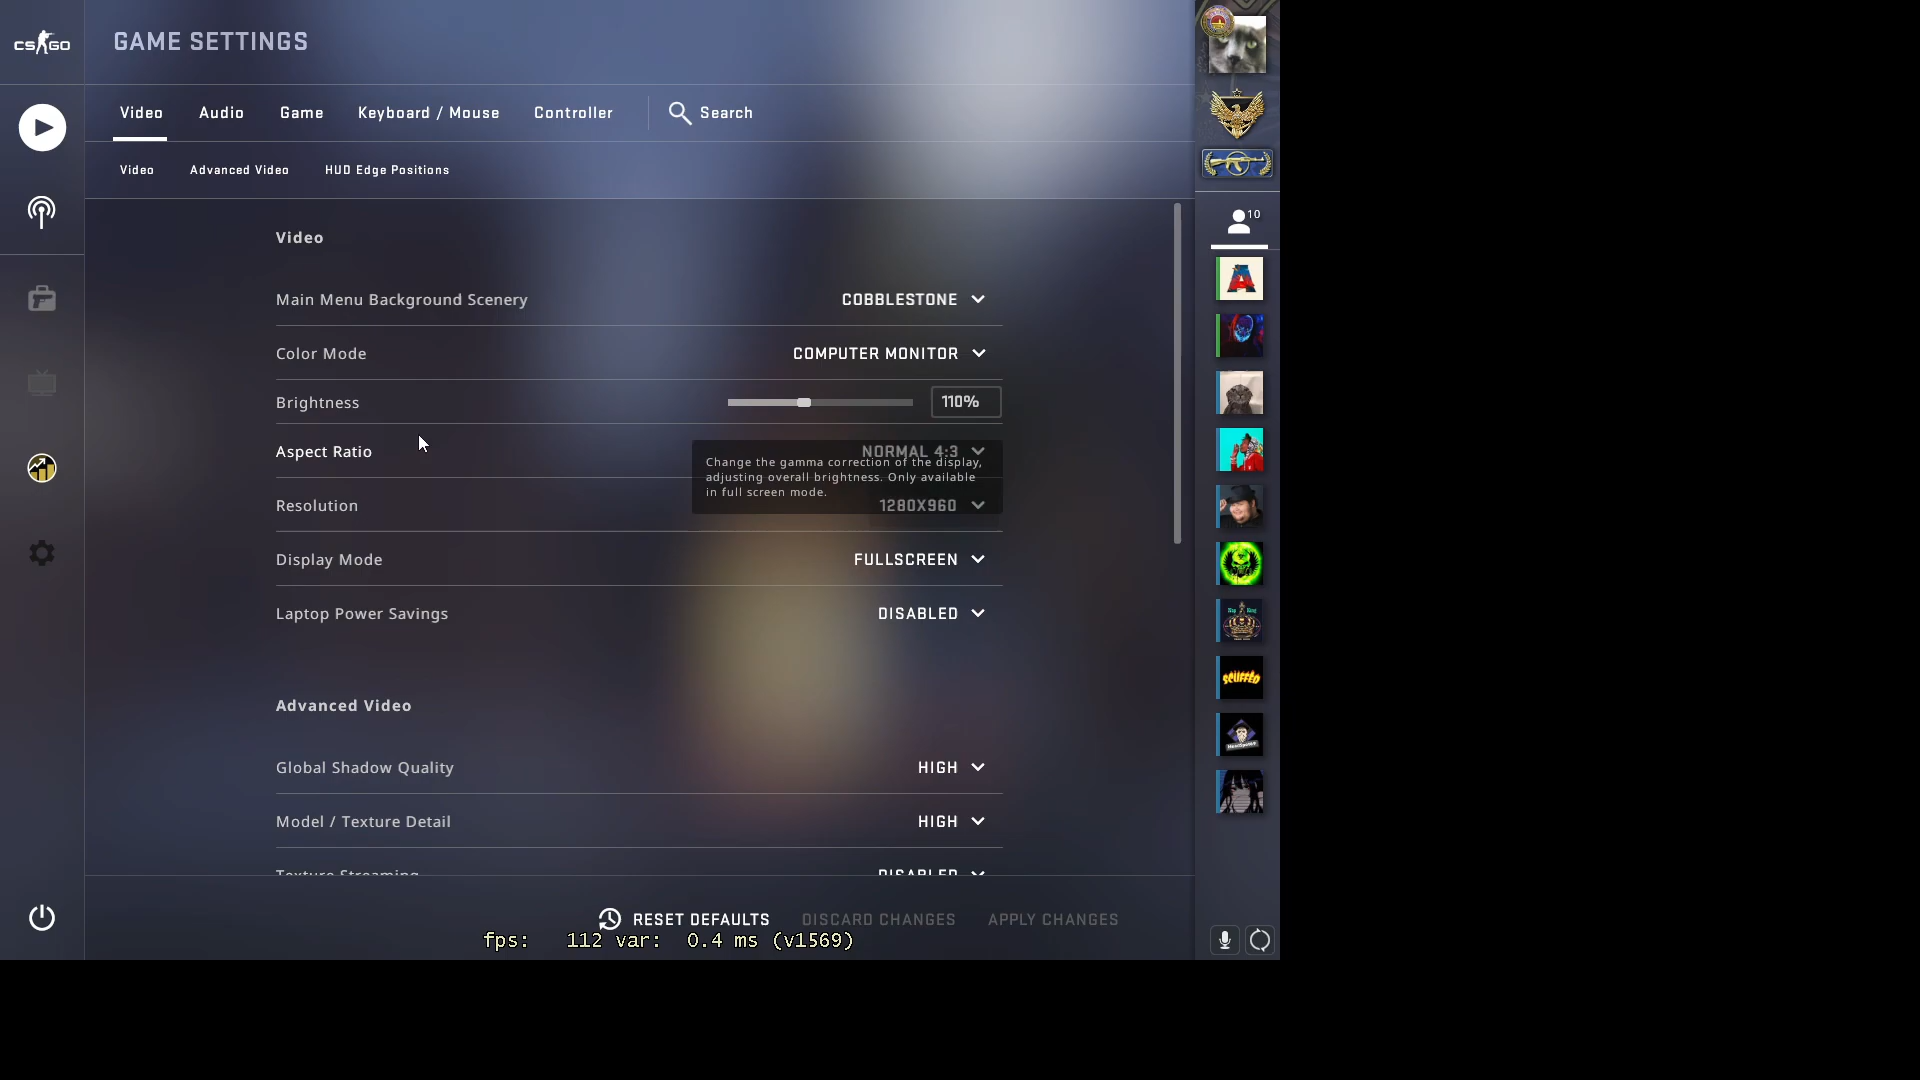 CS GO
GAME SETTINGS
Video
Audio
Game
Keyboard / Mouse
Controller
Search
Video
Advanced Video
HUD Edge Positions
10
Video
Main Menu Background Scenery
COBBLESTONE
Color Mode
COMPUTER MONITOR
Brightness
110%
Aspect Ratio
NORMAL 4:3
Change the gamma correction of the display,
adjusting overall brightness. Only available
in full screen mode.
Resolution
1280X960
Display Mode
FULLSCREEN
Laptop Power Savings
DISABLED
Advanced Video
Global Shadow Quality
HIGH
Model / Texture Detail
HIGH
Texture Streaming
DISABLED
RESET DEFAULTS
DISCARD CHANGES
APPLY CHANGES
fps: 112 var: 0.4 ms (v1569)
A
SCUFFED